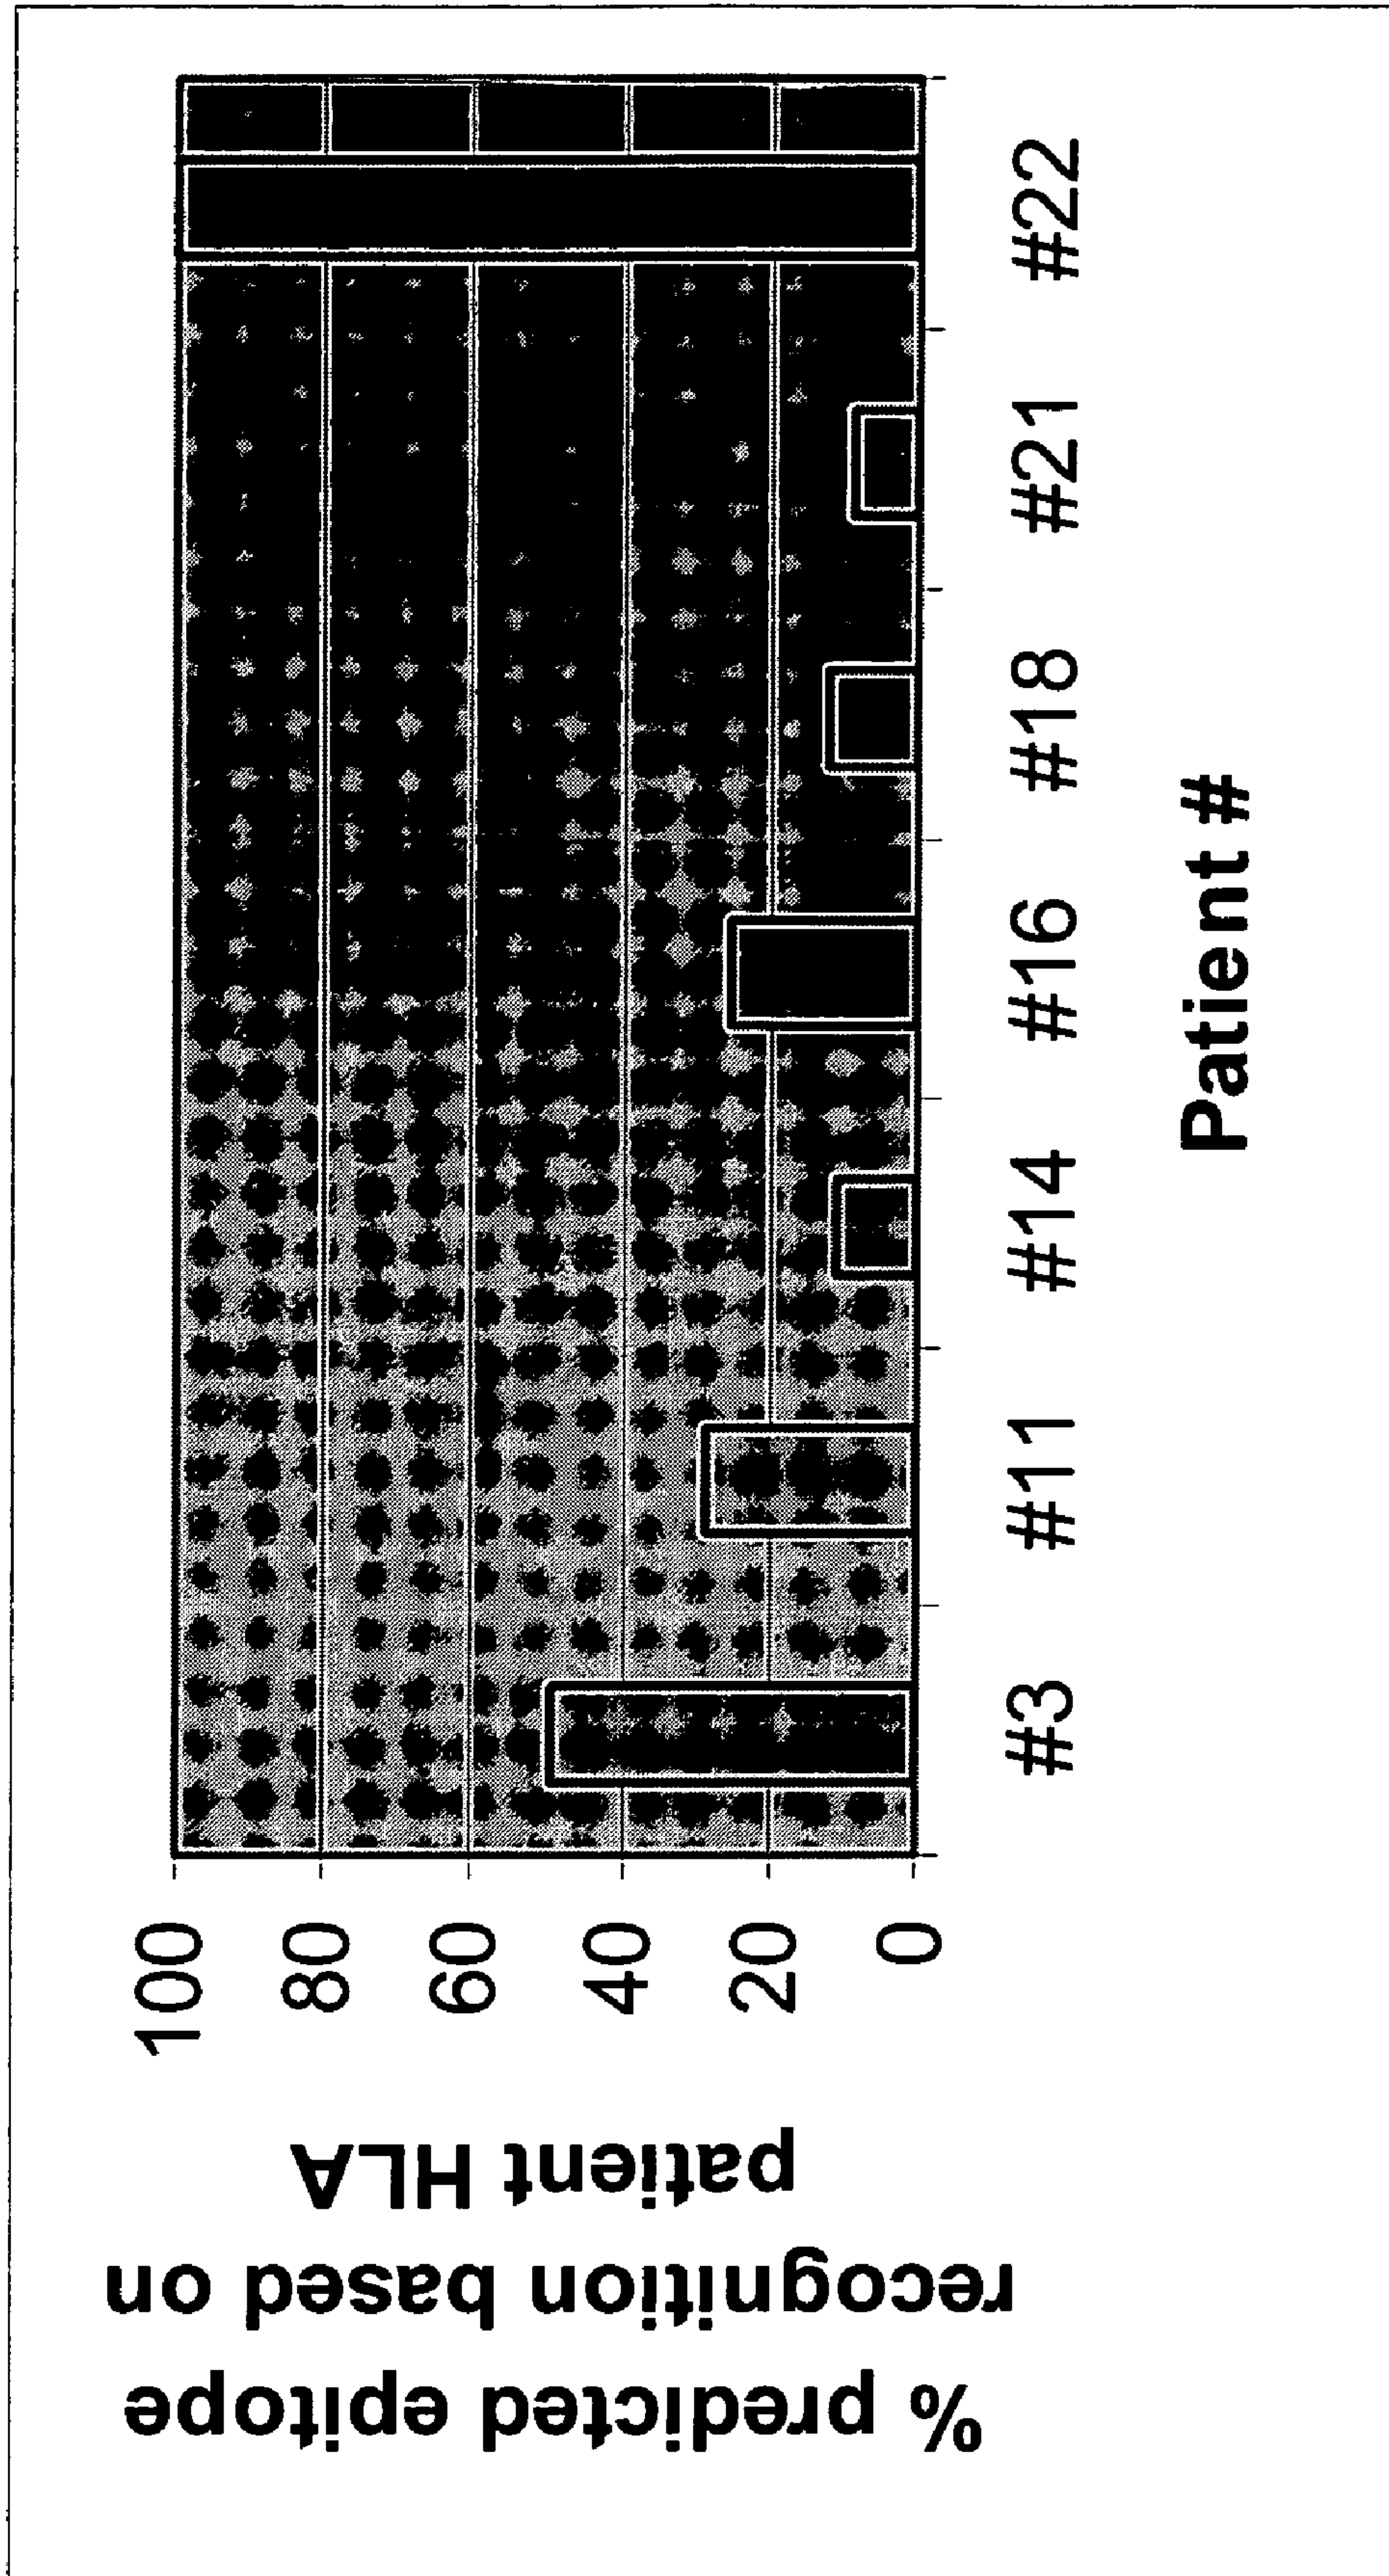 % predicted epitope
recognition based on
patient HLA
100
80
60
40
20
0
#3 #11 #14 #16 #18 #21 #22
Patient #